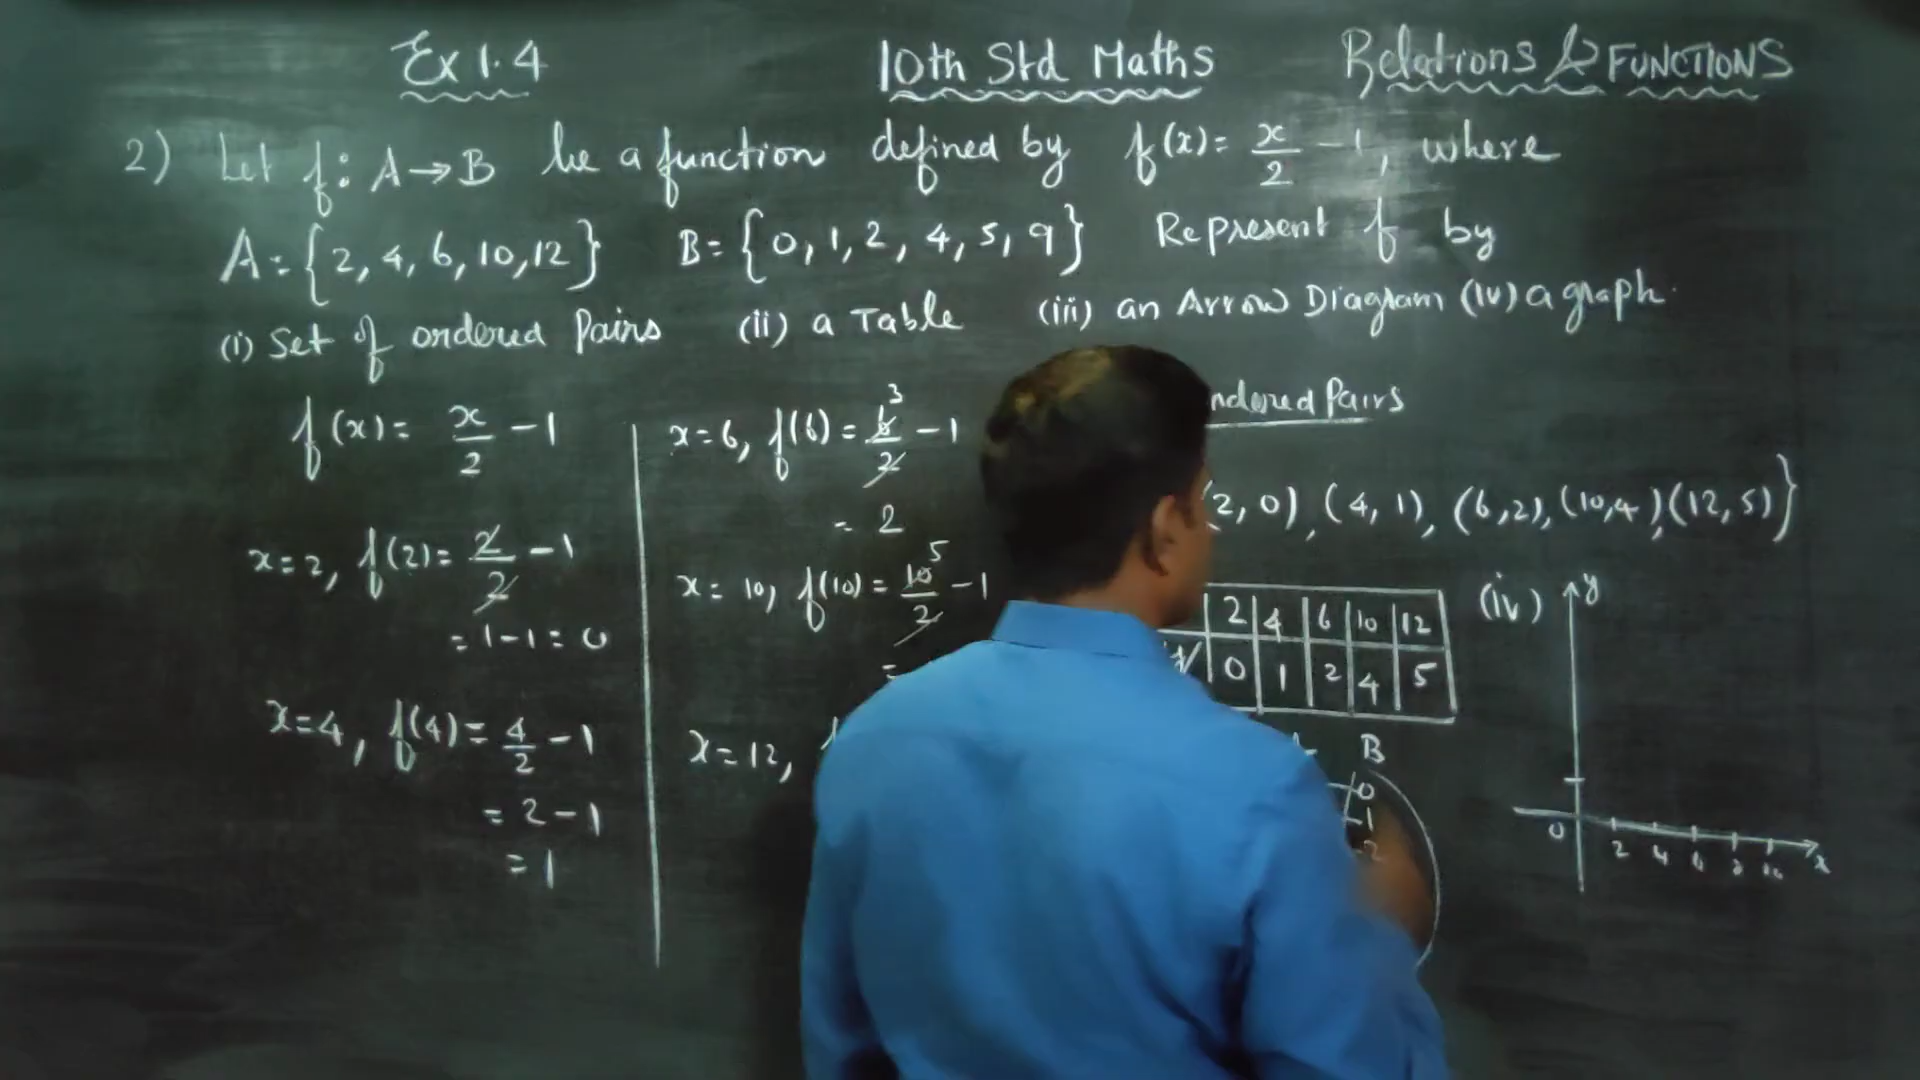 Ex 1.4 10th Std Maths Relations & FUNCTIONS
2) Let f: A→B be a function defined by f(x)= x/2 -1, where
A={2, 4, 6, 10, 12} B={0, 1, 2, 4, 5, 9} Represent f by
(i) Set of ordered Pairs (ii) a Table (iii) an Arrow Diagram (iv) a graph.
f(x)= x/2 -1
x=2, f(2)= 2/2 -1
=1-1=0
x=4, f(4)= 4/2 -1
= 2-1
=1
x=6, f(6)= 6/2 -1
3
= 2
x= 10, f(10)= 10/2 -1
5
=
x=12,
Pairs
2, 0), (4, 1), (6,2), (10,4), (12,5)}
2 4 6 10 12
0 1 2 4 5
B
0
1
2
(iv) y
0 2 4 x